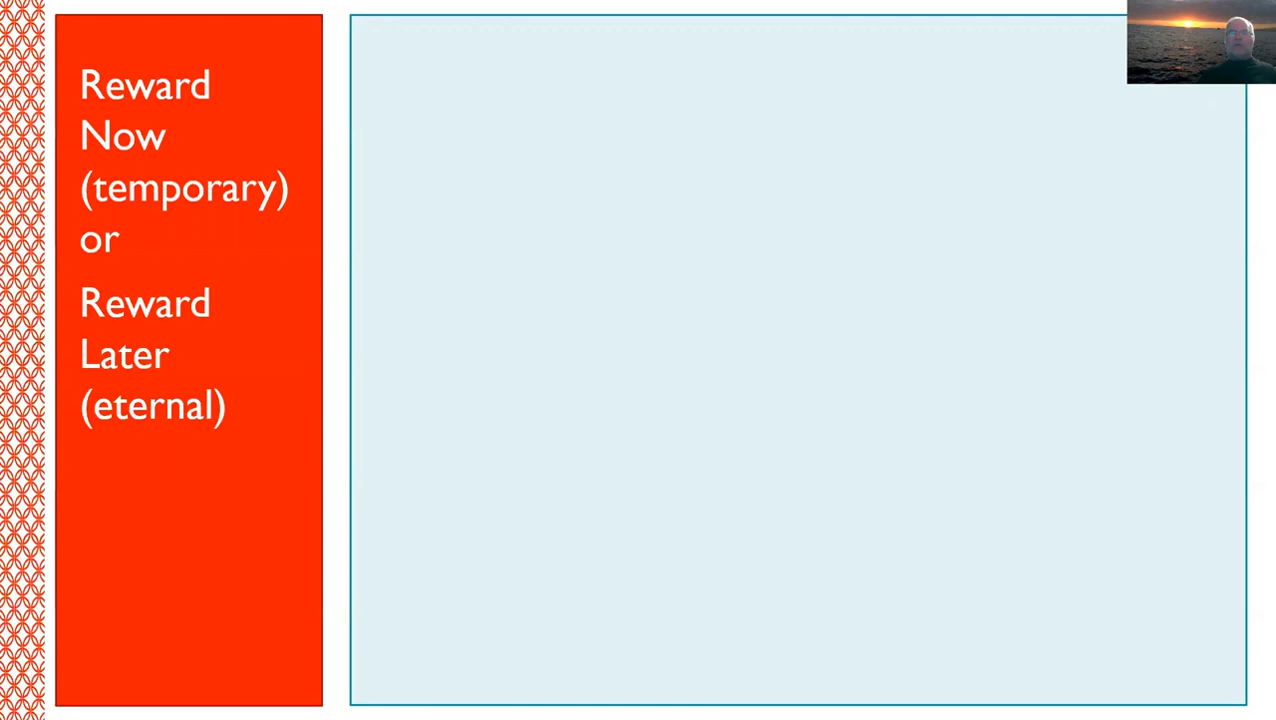 Reward
Now
(temporary)
or
Reward
Later
(eternal)